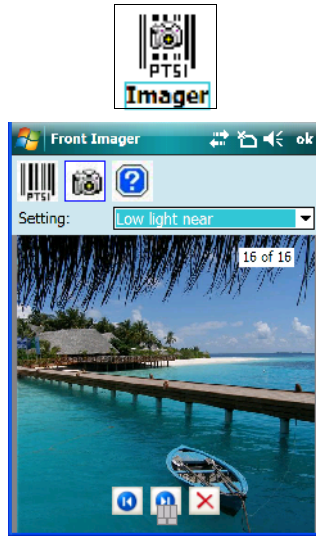 PTSI
Imager
Front Imager ok
PTSI
Setting: Low light near
16 of 16